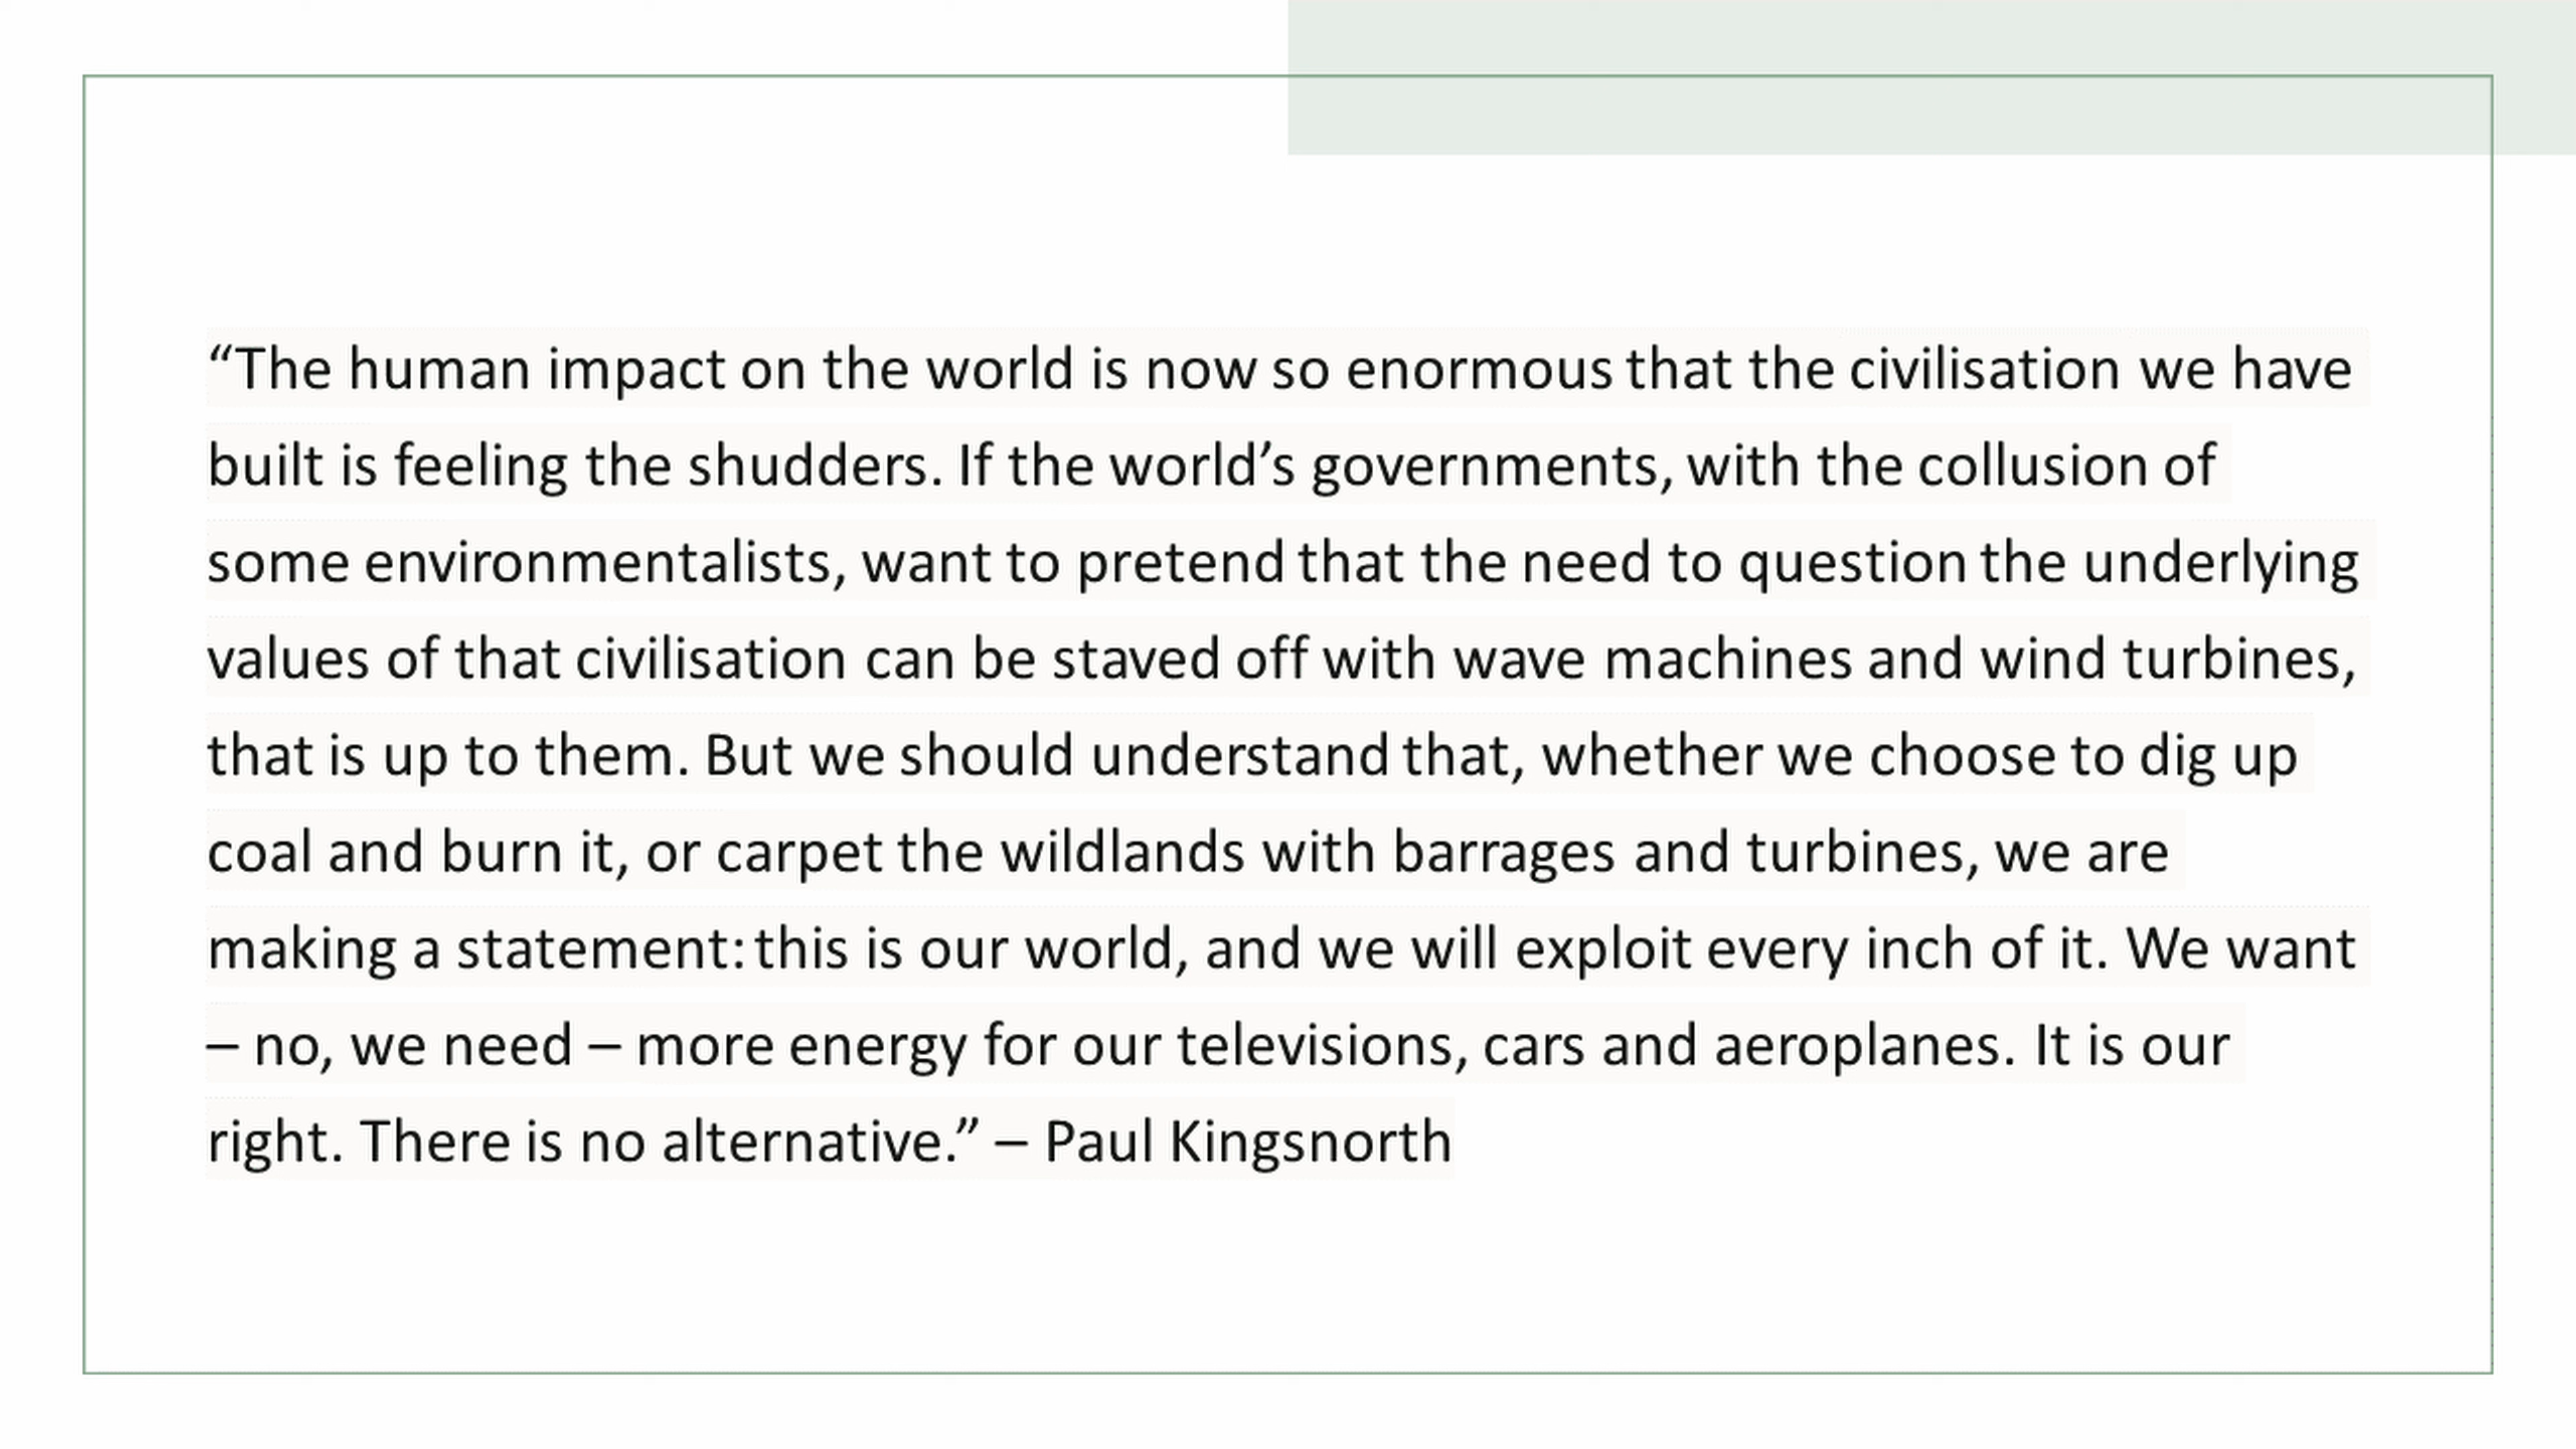 “The human impact on the world is now so enormous that the civilisation we have
built is feeling the shudders. If the world’s governments, with the collusion of
some environmentalists, want to pretend that the need to question the underlying
values of that civilisation can be staved off with wave machines and wind turbines,
that is up to them. But we should understand that, whether we choose to dig up
coal and burn it, or carpet the wildlands with barrages and turbines, we are
making a statement: this is our world, and we will exploit every inch of it. We want
– no, we need – more energy for our televisions, cars and aeroplanes. It is our
right. There is no alternative.” – Paul Kingsnorth